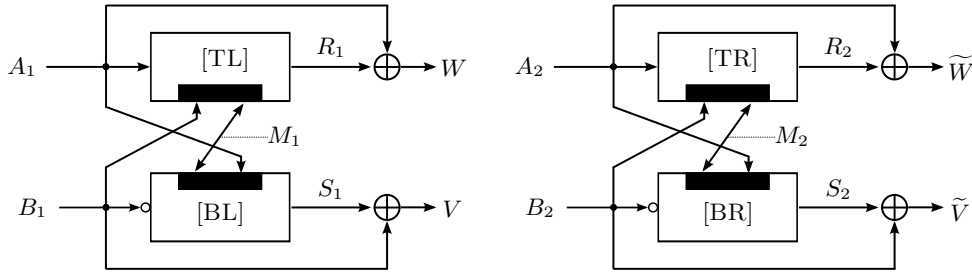 A₁ [TL] R₁ W
M₁
B₁ [BL] S₁ V
A₂ [TR] R₂ W̃
M₂
B₂ [BR] S₂ Ṽ